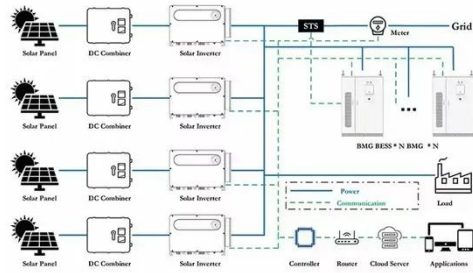 STS
Meter
Grid
Solar Panel
DC Combiner
Solar Inverter
Solar Panel
DC Combiner
Solar Inverter
BMG BESS * N BMG * N
Solar Panel
DC Combiner
Solar Inverter
Power
Communication
Load
Solar Panel
DC Combiner
Solar Inverter
Controller
Router
Cloud Server
Applications